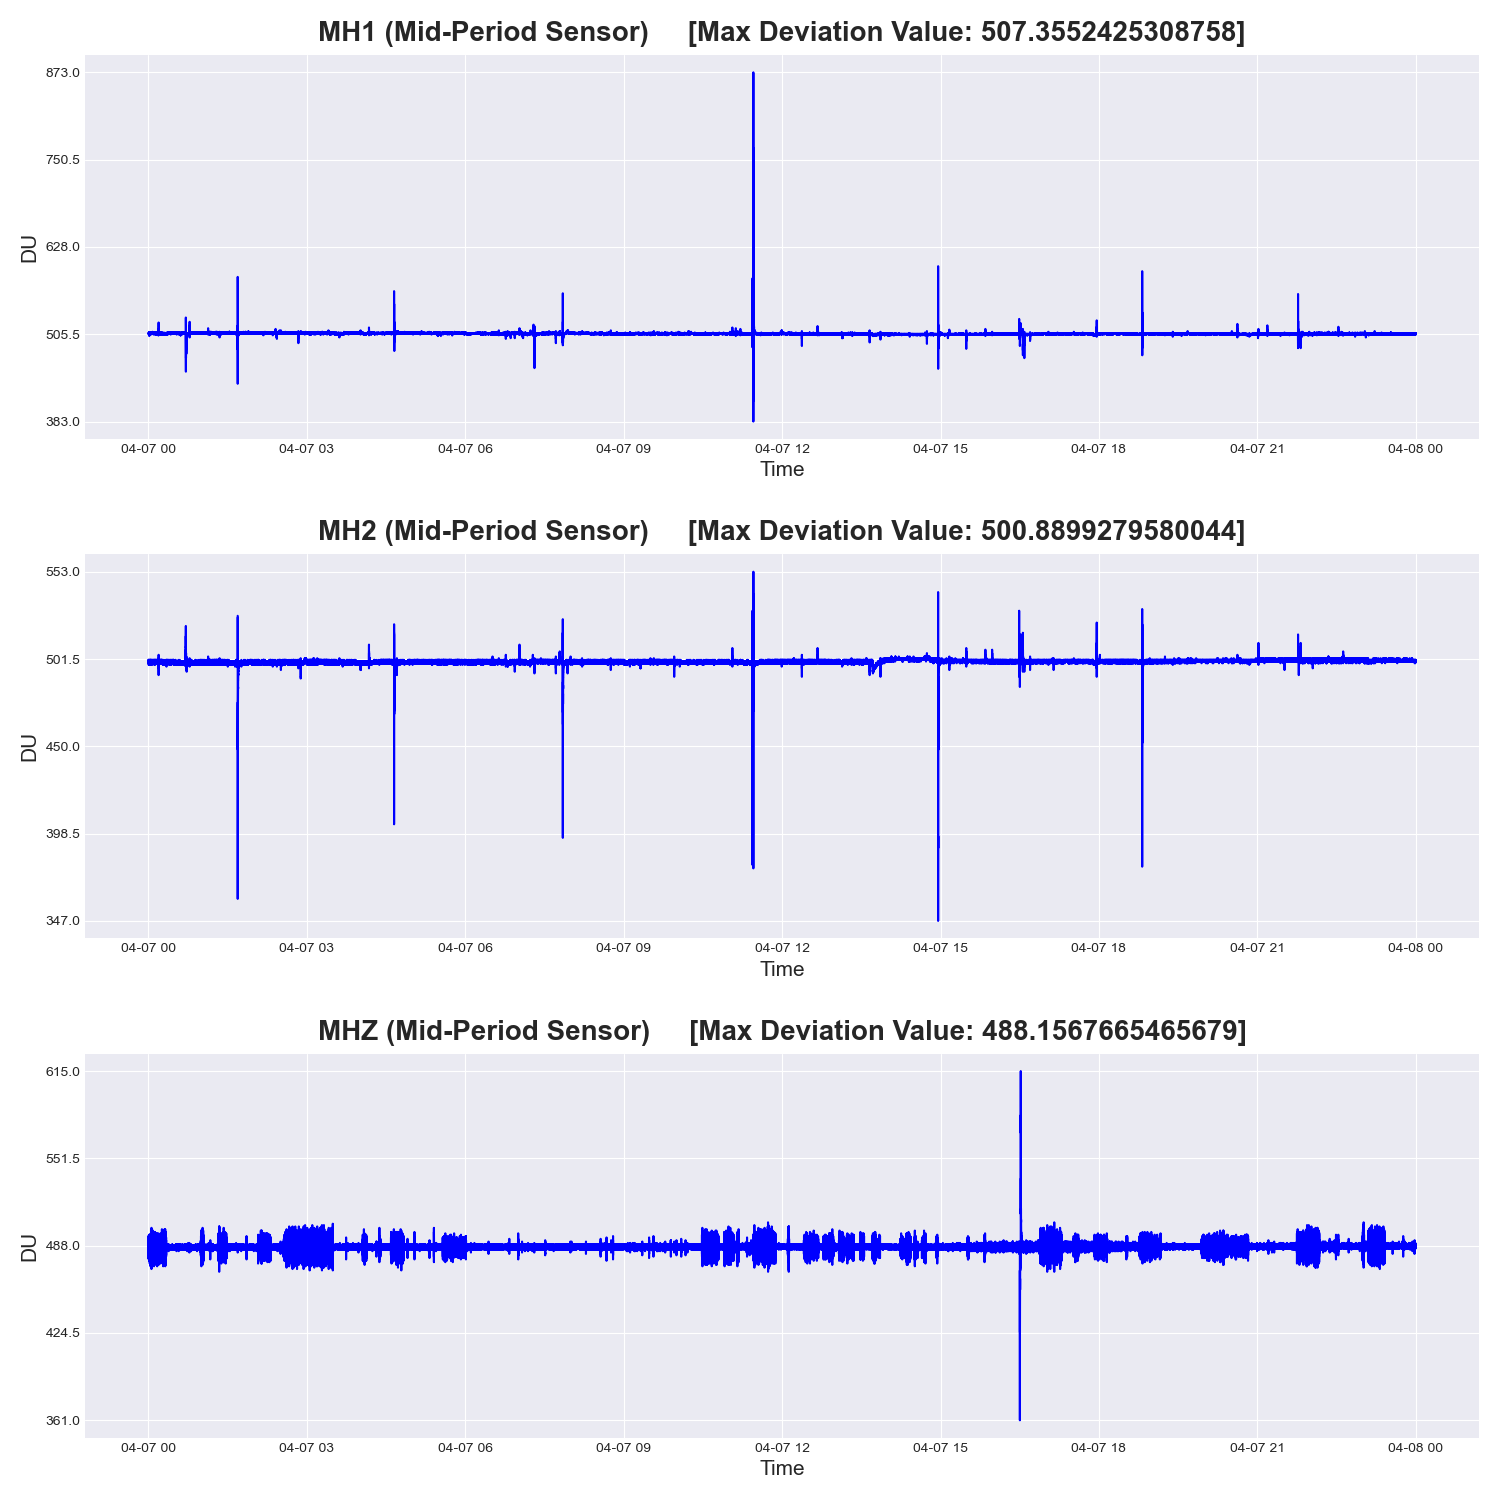 MH1 (Mid-Period Sensor) [Max Deviation Value: 507.3552425308758]
873.0
750.5
628.0
505.5
383.0
DU
04-07 00 04-07 03 04-07 06 04-07 09 04-07 12 04-07 15 04-07 18 04-07 21 04-08 00
Time
MH2 (Mid-Period Sensor) [Max Deviation Value: 500.8899279580044]
553.0
501.5
450.0
398.5
347.0
DU
04-07 00 04-07 03 04-07 06 04-07 09 04-07 12 04-07 15 04-07 18 04-07 21 04-08 00
Time
MHZ (Mid-Period Sensor) [Max Deviation Value: 488.1567665465679]
615.0
551.5
488.0
424.5
361.0
DU
04-07 00 04-07 03 04-07 06 04-07 09 04-07 12 04-07 15 04-07 18 04-07 21 04-08 00
Time